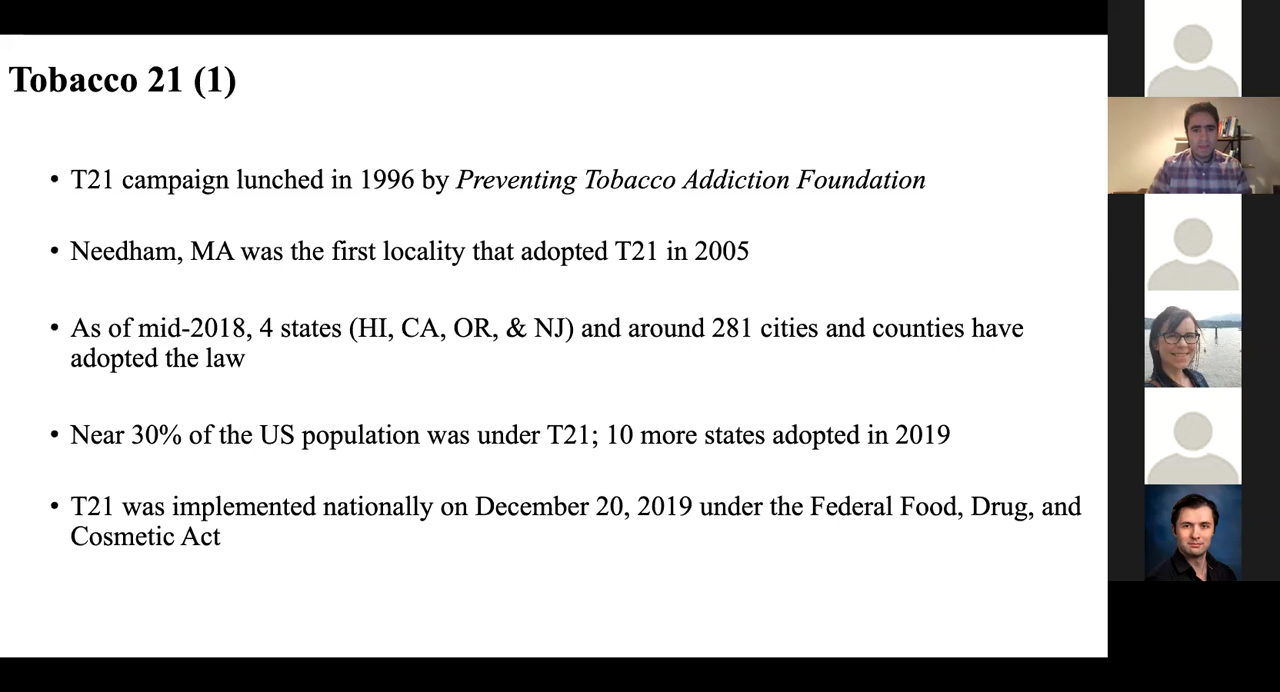 Tobacco 21 (1)
• T21 campaign lunched in 1996 by Preventing Tobacco Addiction Foundation
• Needham, MA was the first locality that adopted T21 in 2005
• As of mid-2018, 4 states (HI, CA, OR, & NJ) and around 281 cities and counties have
adopted the law
• Near 30% of the US population was under T21; 10 more states adopted in 2019
• T21 was implemented nationally on December 20, 2019 under the Federal Food, Drug, and
Cosmetic Act